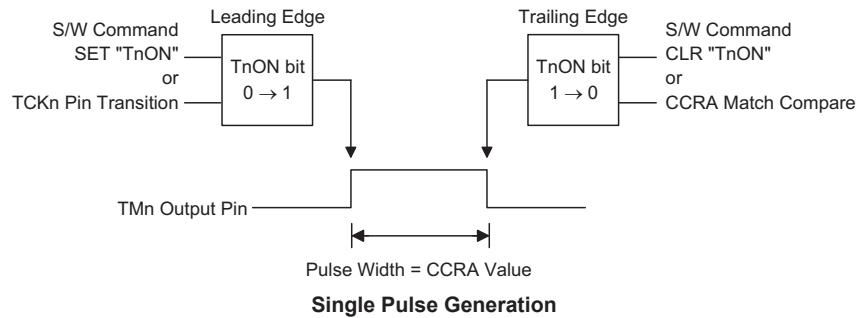 Leading Edge
S/W Command
SET "TnON"
or
TCKn Pin Transition
TnON bit
0 → 1
Trailing Edge
TnON bit
1 → 0
S/W Command
CLR "TnON"
or
CCRA Match Compare
TMn Output Pin
Pulse Width = CCRA Value
Single Pulse Generation